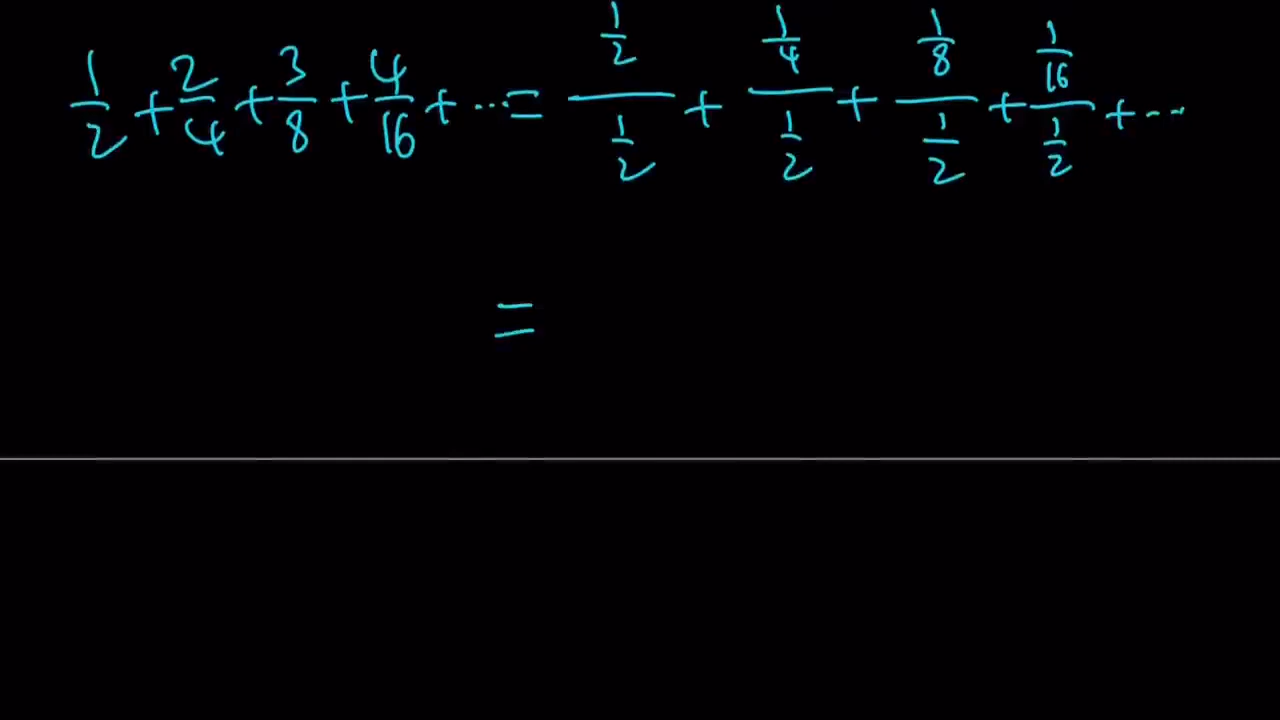 1/2 + 2/4 + 3/8 + 4/16 + ... = (1/2)/(1/2) + (1/4)/(1/2) + (1/8)/(1/2) + (1/16)/(1/2) + ...
=